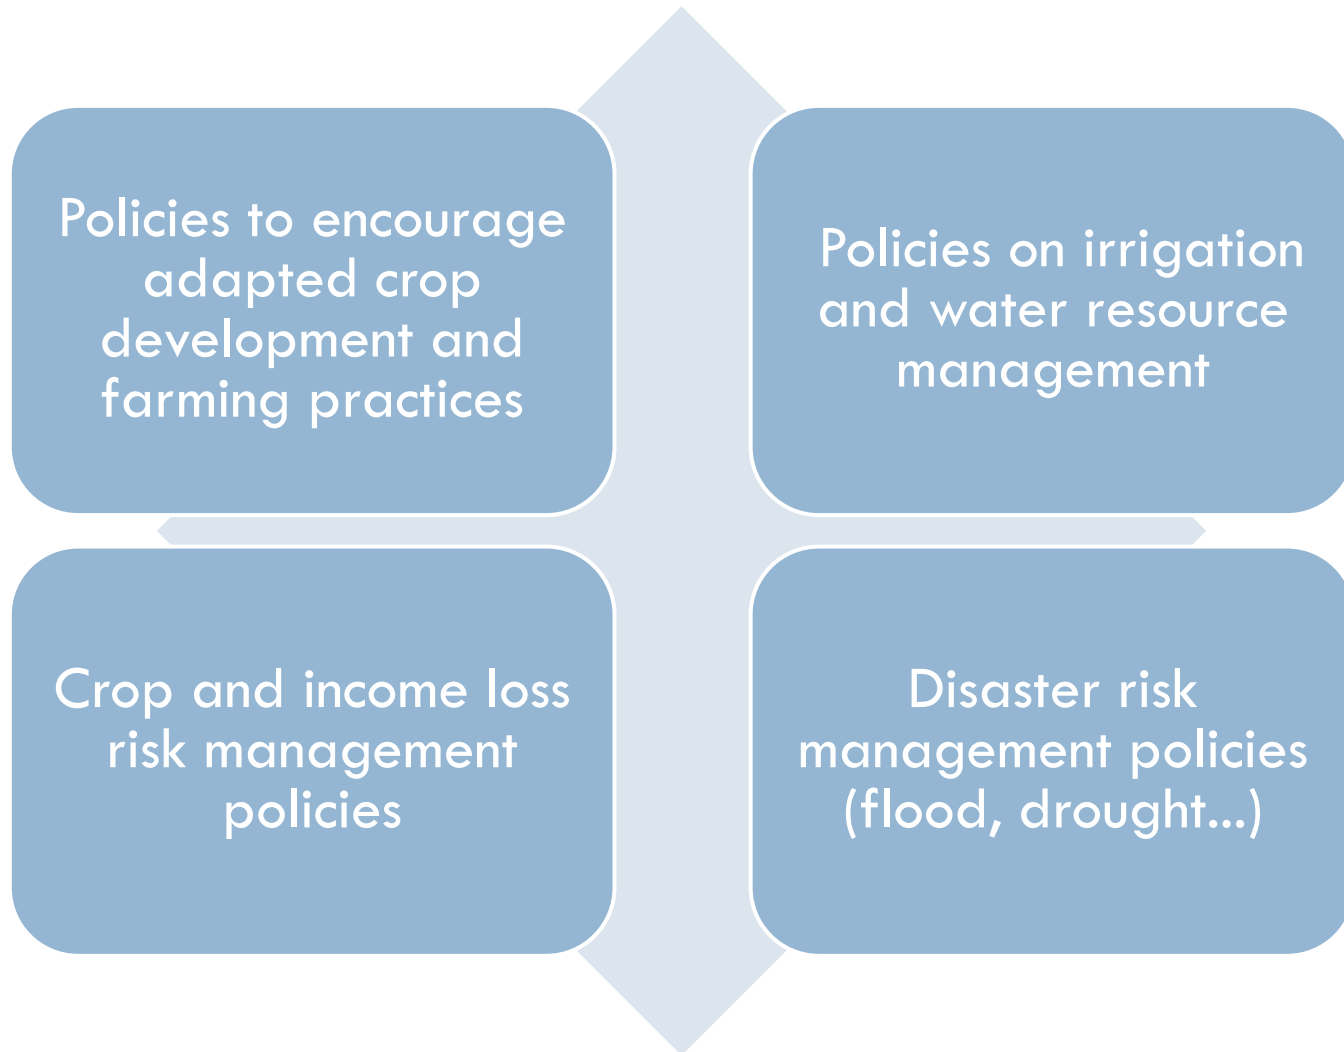 Policies to encourage
adapted crop
development and
farming practices
Policies on irrigation
and water resource
management
Crop and income loss
risk management
policies
Disaster risk
management policies
(flood, drought...)